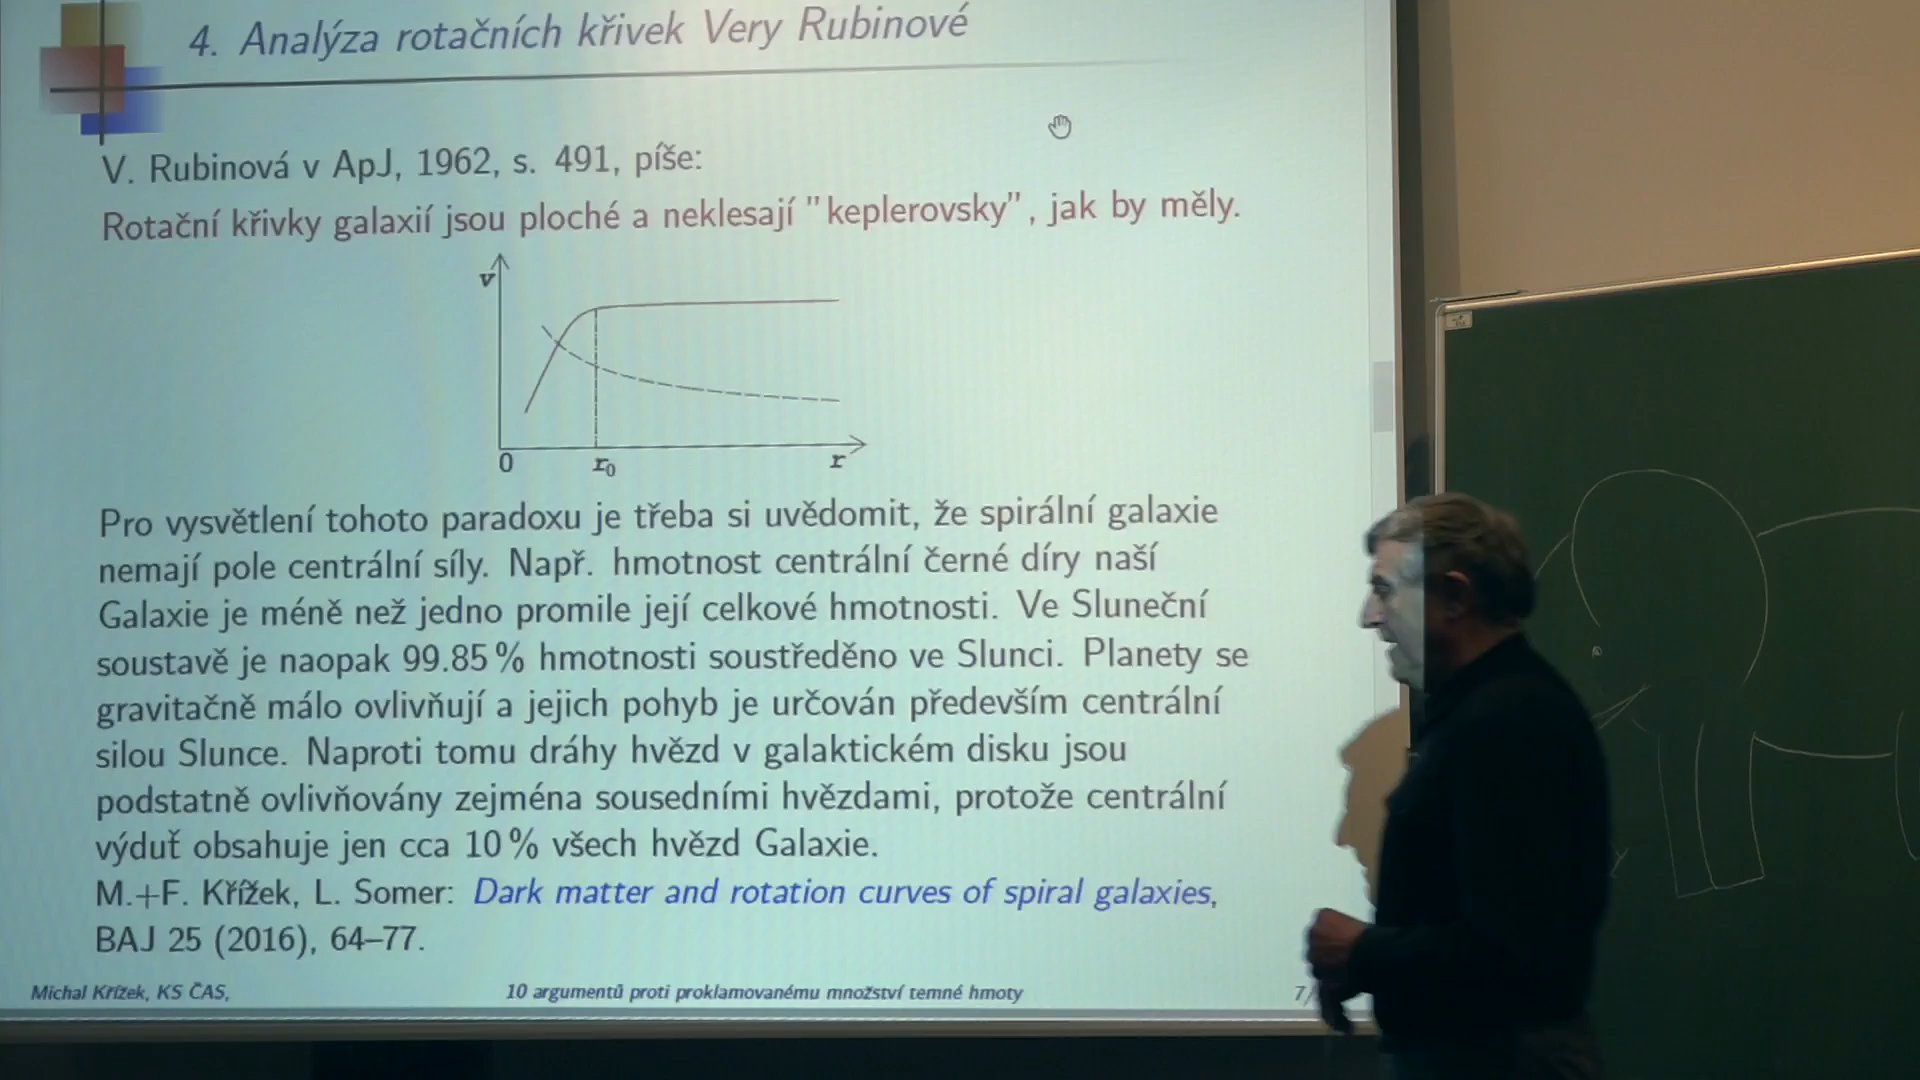 4. Analýza rotačních křivek Very Rubinové
V. Rubinová v ApJ, 1962, s. 491, píše:
Rotační křivky galaxií jsou ploché a neklesají "keplerovsky", jak by měly.
v
0 r₀ r
Pro vysvětlení tohoto paradoxu je třeba si uvědomit, že spirální galaxie
nemají pole centrální síly. Např. hmotnost centrální černé díry naší
Galaxie je méně než jedno promile její celkové hmotnosti. Ve Sluneční
soustavě je naopak 99.85 % hmotnosti soustředěno ve Slunci. Planety se
gravitačně málo ovlivňují a jejich pohyb je určován především centrální
silou Slunce. Naproti tomu dráhy hvězd v galaktickém disku jsou
podstatně ovlivňovány zejména sousedními hvězdami, protože centrální
výduť obsahuje jen cca 10 % všech hvězd Galaxie.
M.+F. Křížek, L. Somer: Dark matter and rotation curves of spiral galaxies,
BAJ 25 (2016), 64–77.
Michal Křížek, KS ČAS, 10 argumentů proti proklamovanému množství temné hmoty 7/